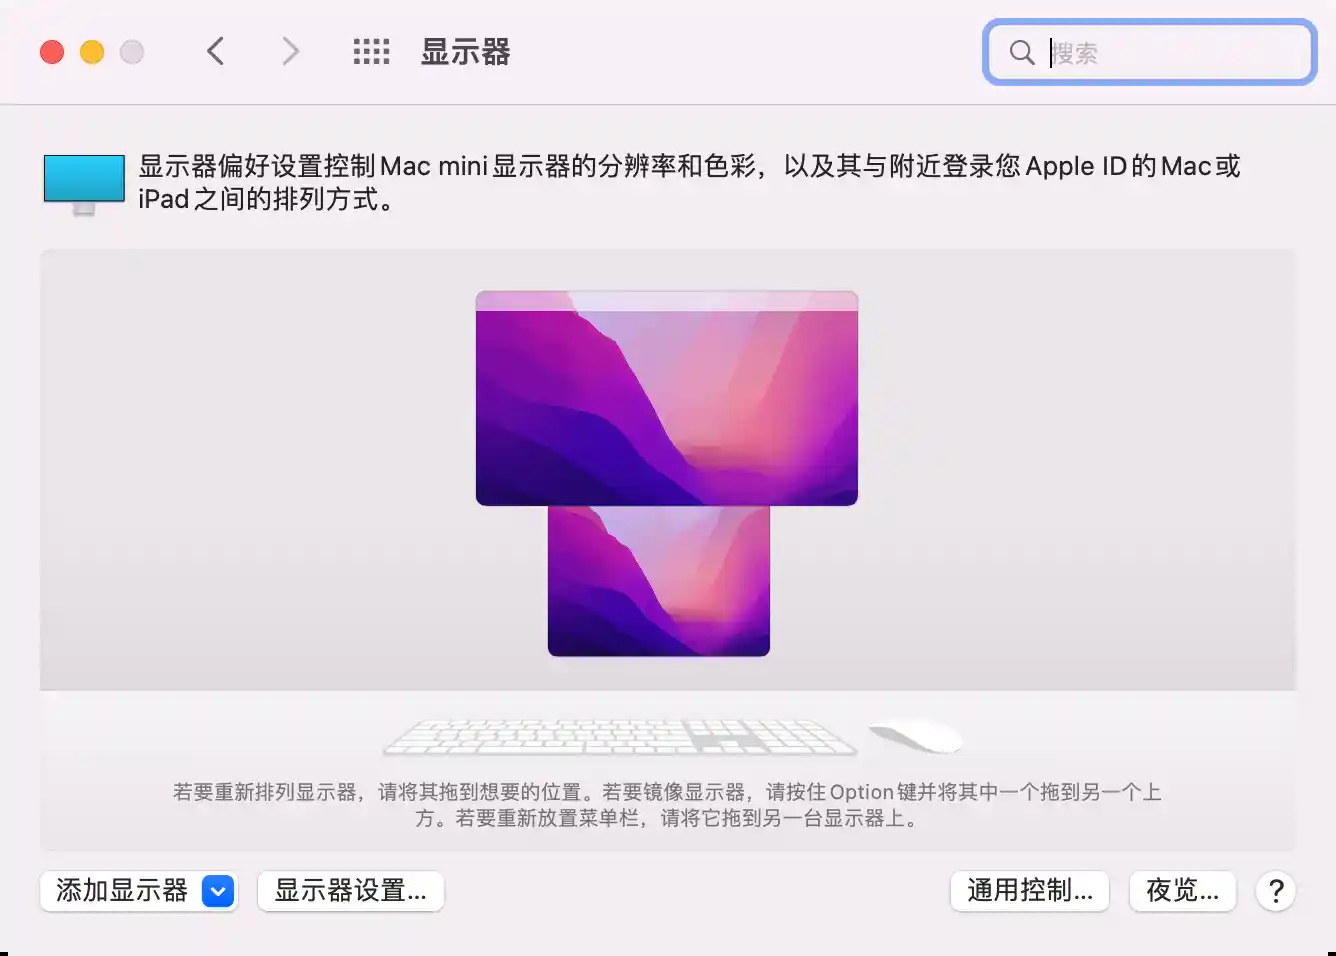 显示器
搜索
显示器偏好设置控制Mac mini显示器的分辨率和色彩，以及其与附近登录您Apple ID的Mac或
iPad之间的排列方式。
若要重新排列显示器，请将其拖到想要的位置。若要镜像显示器，请按住Option键并将其中一个拖到另一个上
方。若要重新放置菜单栏，请将它拖到另一台显示器上。
添加显示器
显示器设置...
通用控制...
夜览...
?